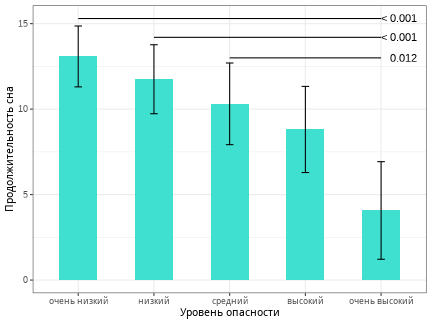 < 0.001
< 0.001
0.012
15
10
5
0
Продолжительность сна
очень низкий
низкий
средний
высокий
очень высокий
Уровень опасности